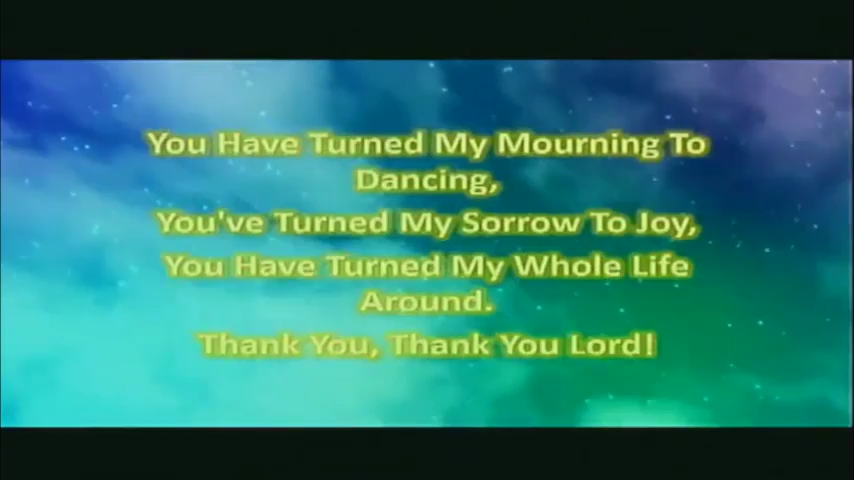 You Have Turned My Mourning To
Dancing,
You've Turned My Sorrow To Joy,
You Have Turned My Whole Life
Around.
Thank You, Thank You Lord!